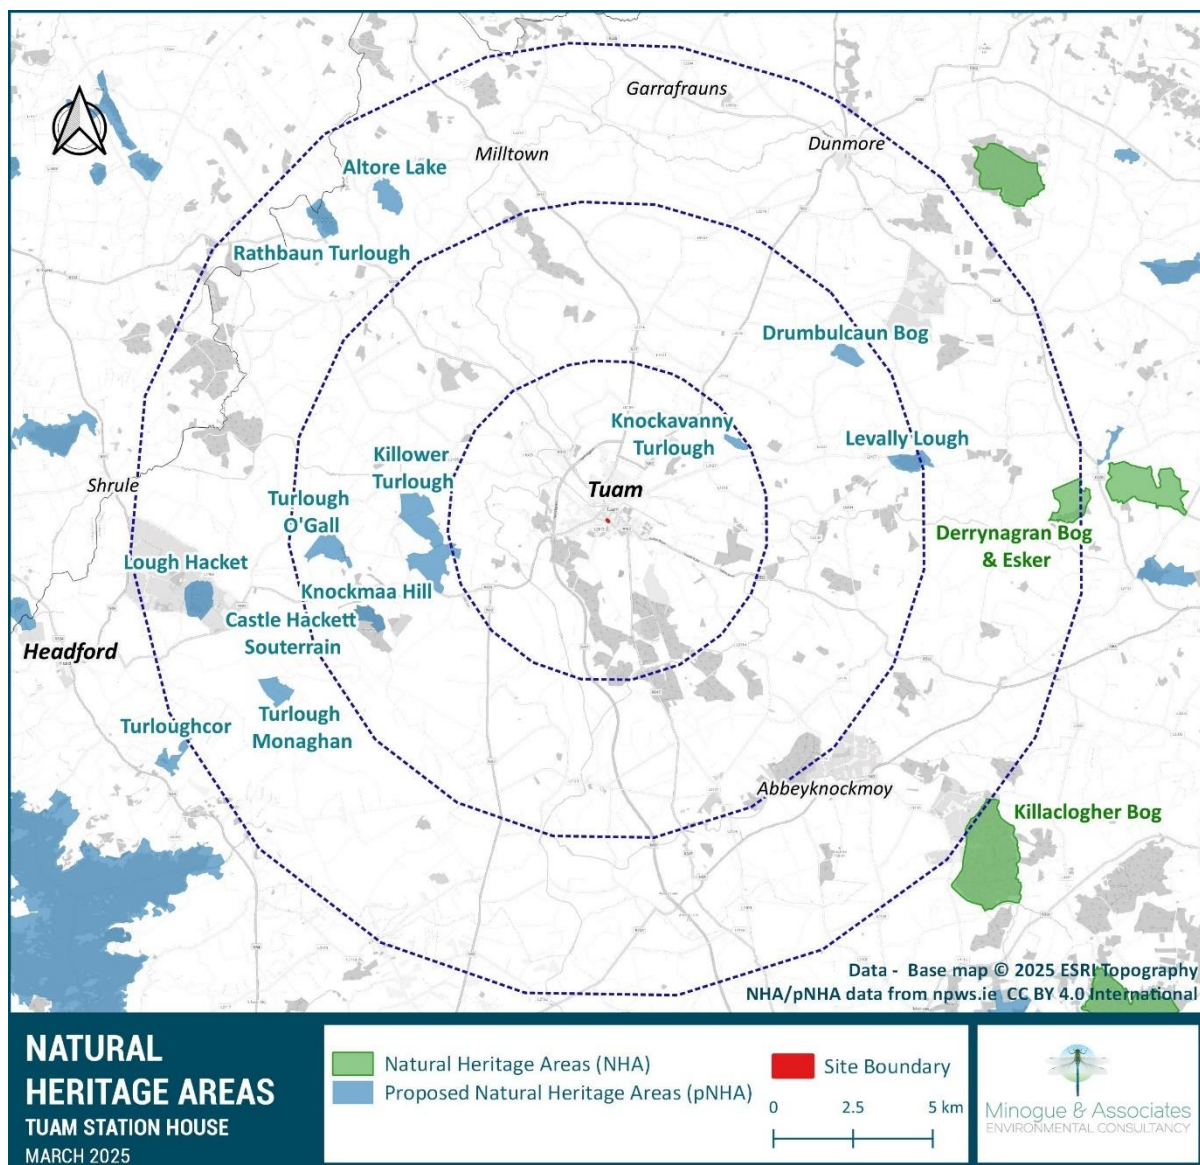 Garrafrauns
Milltown
Dunmore
Altore Lake
Rathbaun Turlough
Drumbulcaun Bog
Knockavanny
Turlough
Levally Lough
Killower
Turlough
Tuam
Shrule
Turlough
O'Gall
Derrynagran Bog
& Esker
Lough Hacket
Knockmaa Hill
Castle Hackett
Souterrain
Headford
Turlough
Monaghan
Turloughcor
Abbeyknockmoy
Killaclogher Bog
Data - Base map © 2025 ESRI Topography
NHA/pNHA data from npws.ie CC BY 4.0 International
NATURAL
HERITAGE AREAS
TUAM STATION HOUSE
MARCH 2025
Natural Heritage Areas (NHA)
Proposed Natural Heritage Areas (pNHA)
Site Boundary
0 2.5 5 km
Minogue & Associates
ENVIRONMENTAL CONSULTANCY